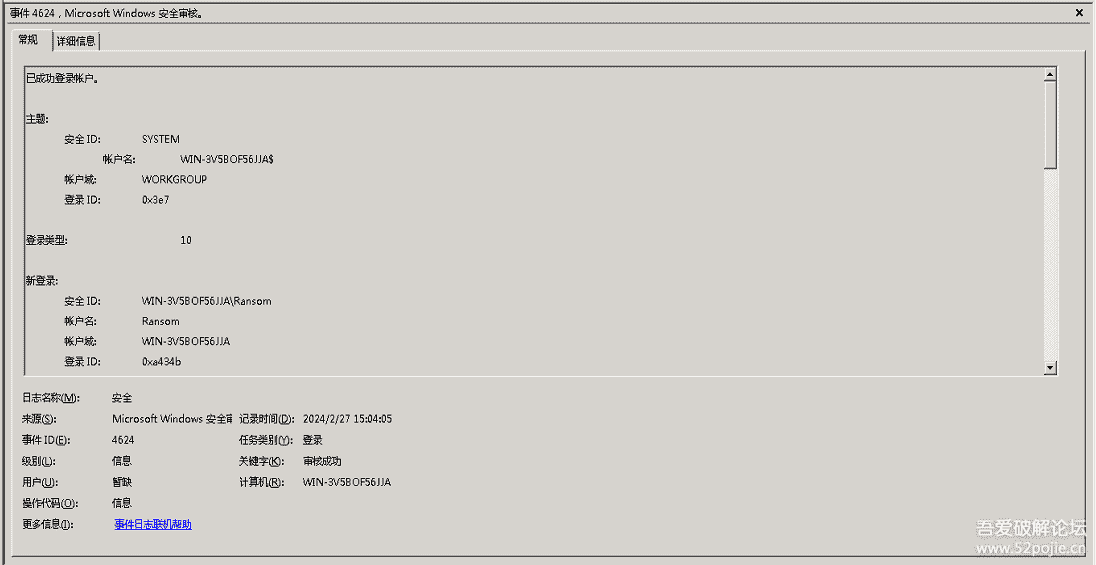 事件 4624，Microsoft Windows 安全审核。
常规 详细信息
已成功登录帐户。
主题:
安全 ID: SYSTEM
帐户名: WIN-3V5BOF56JJA$
帐户域: WORKGROUP
登录 ID: 0x3e7
登录类型: 10
新登录:
安全 ID: WIN-3V5BOF56JJA\Ransom
帐户名: Ransom
帐户域: WIN-3V5BOF56JJA
登录 ID: 0xa434b
日志名称(M): 安全
来源(S): Microsoft Windows 安全审 记录时间(D): 2024/2/27 15:04:05
事件 ID(E): 4624 任务类别(Y): 登录
级别(L): 信息 关键字(K): 审核成功
用户(U): 暂缺 计算机(R): WIN-3V5BOF56JJA
操作代码(O): 信息
更多信息(I): 事件日志联机帮助
吾爱破解论坛
www.52pojie.cn